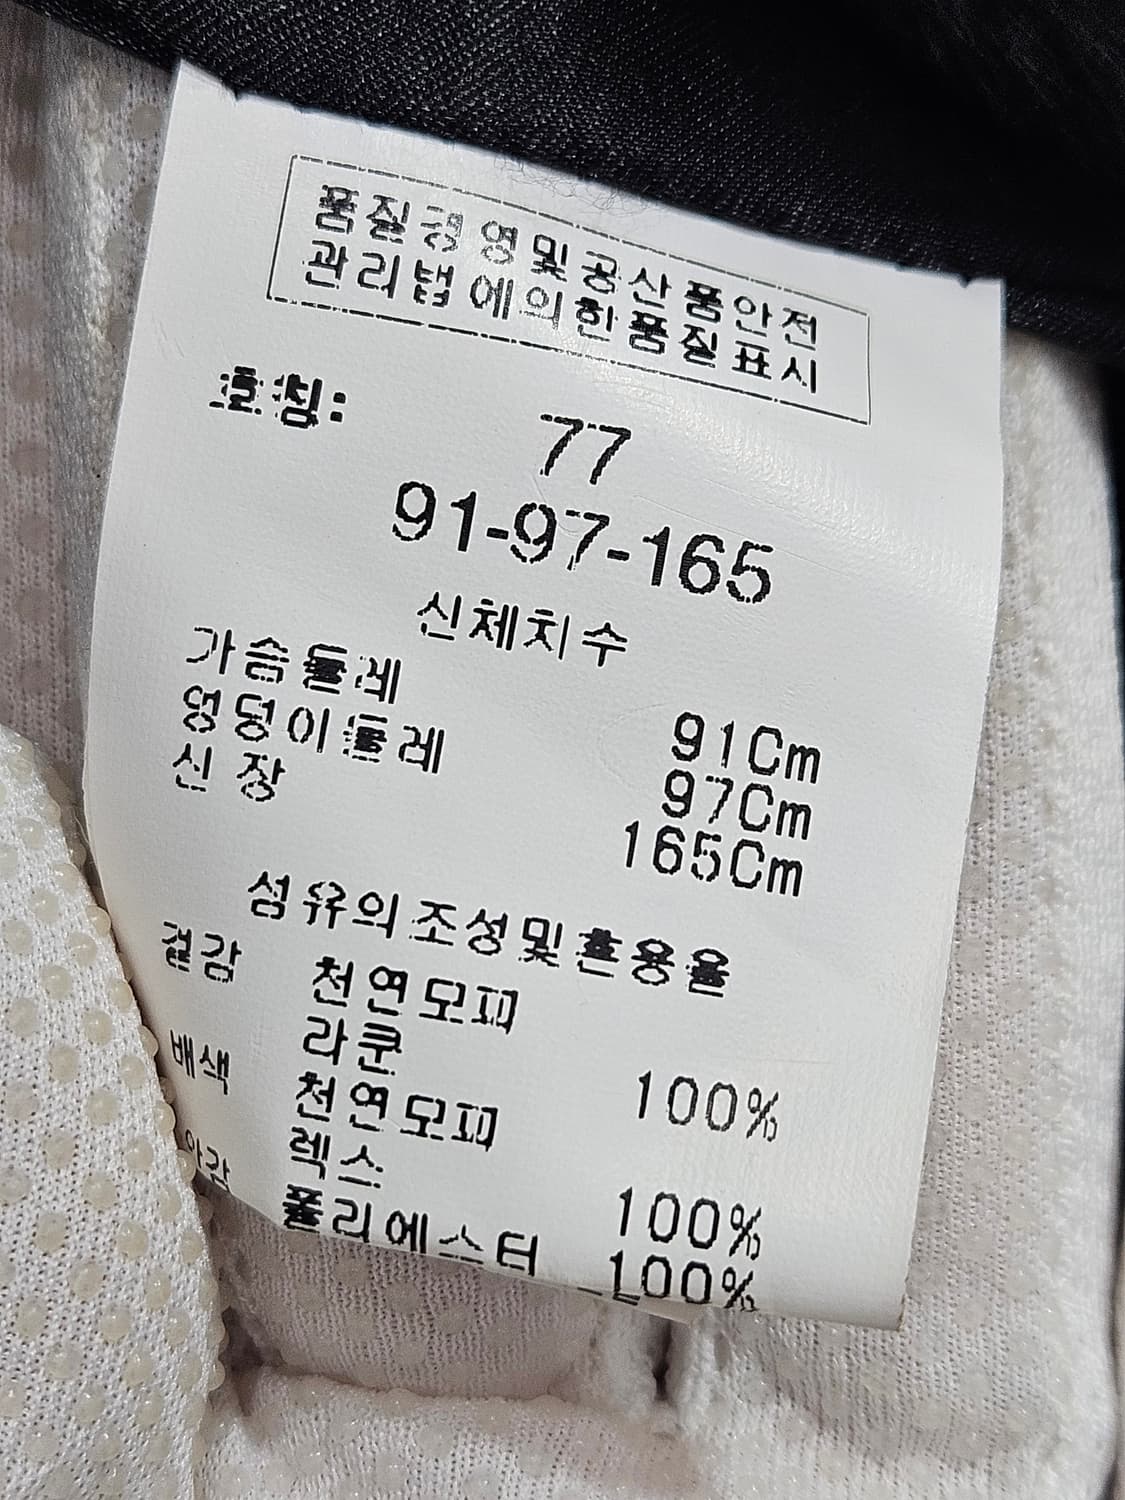 품질경영및공산품안전
관리법에의한품질표시
호칭:
77
91-97-165
신체치수
가슴둘레 91Cm
엉덩이둘레 97Cm
신장 165Cm
섬유의조성및혼용율
겉감 천연모피
라쿤 100%
배색 천연모피
렉스 100%
안감 폴리에스터 100%